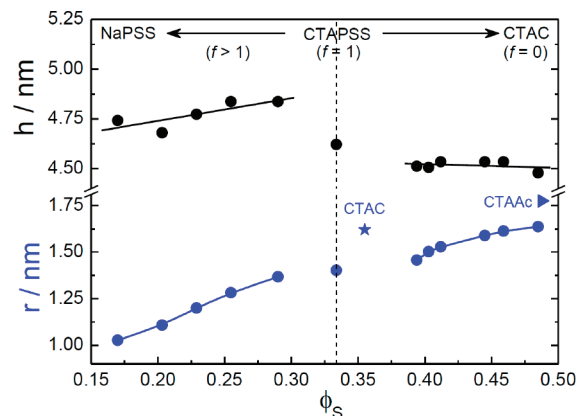 NaPSS CTAPSS CTAC
(f > 1) (f = 1) (f = 0)
5.25
5.00
4.75
4.50
1.75
1.50
1.25
1.00
h / nm
r / nm
CTAC
CTAAc
0.15 0.20 0.25 0.30 0.35 0.40 0.45 0.50
ϕS